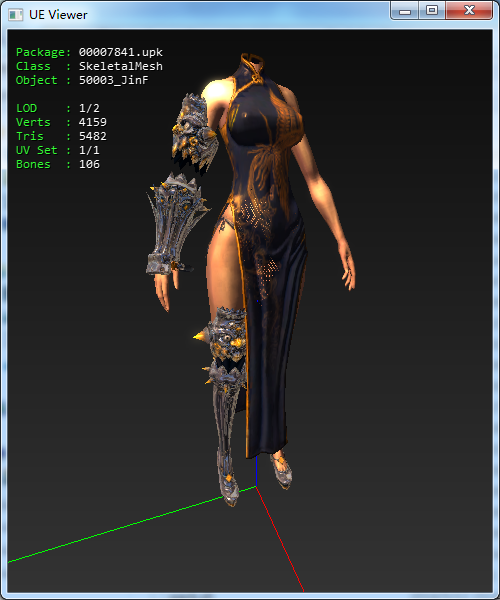 UE Viewer
Package: 00007841.upk
Class : SkeletalMesh
Object : 50003_JinF
LOD : 1/2
Verts : 4159
Tris : 5482
UV Set : 1/1
Bones : 106